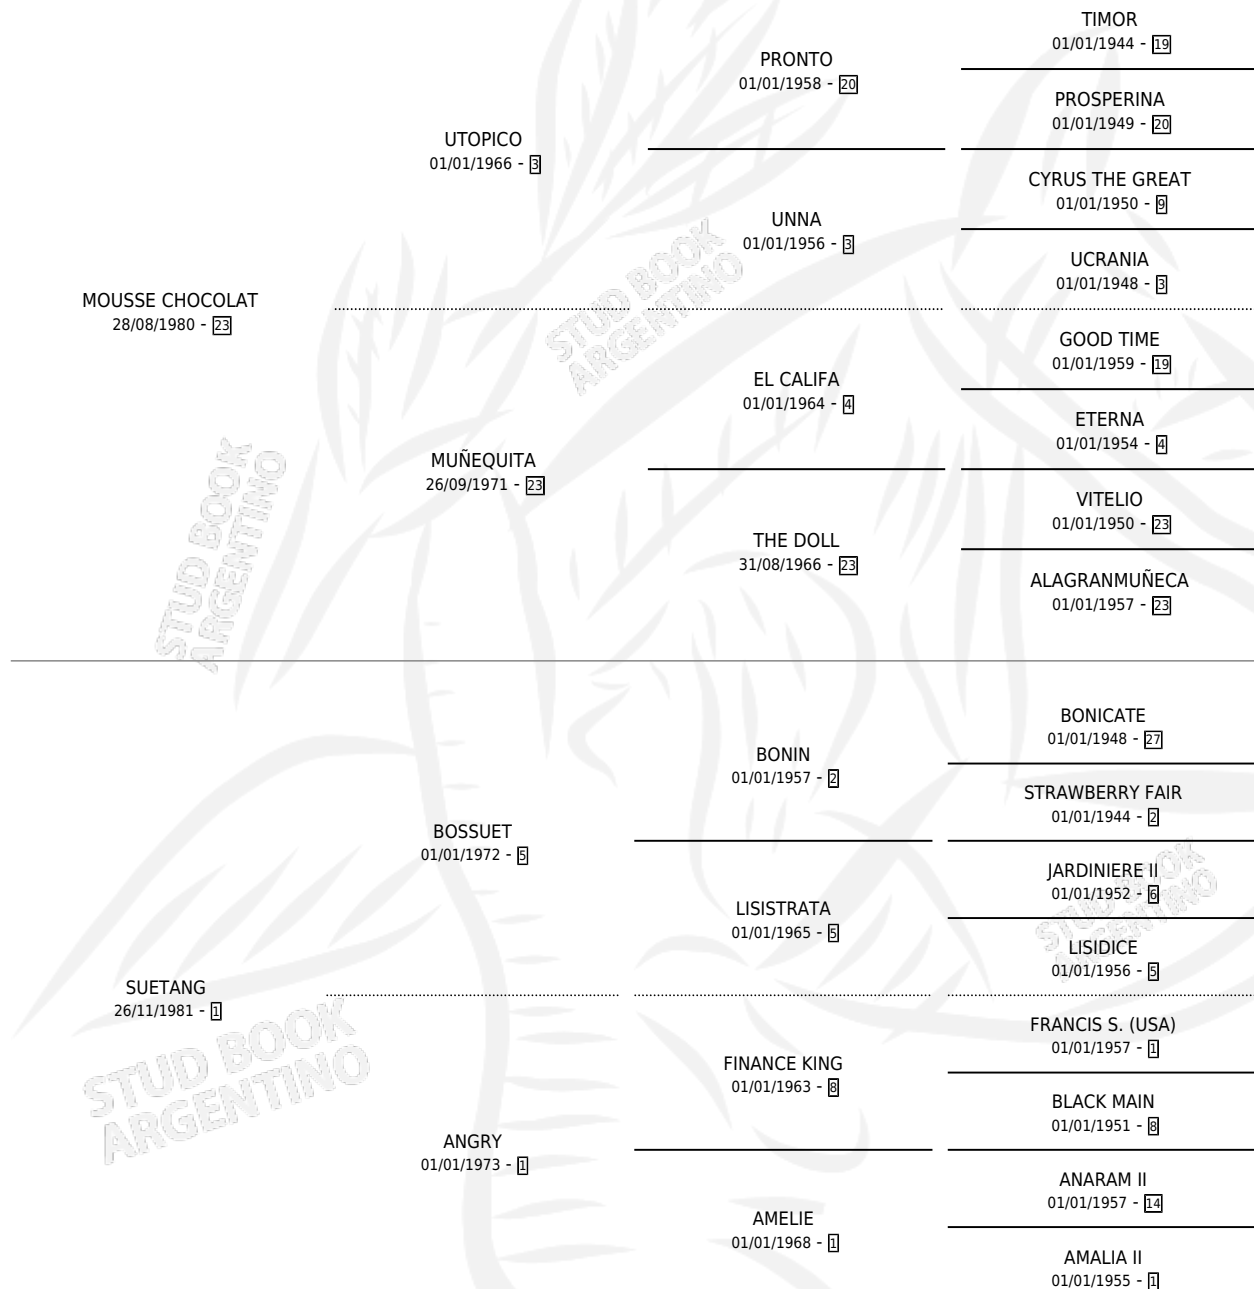 TIMOR
01/01/1944 - 19
PRONTO
01/01/1958 - 20
PROSPERINA
01/01/1949 - 20
UTOPICO
01/01/1966 - 3
CYRUS THE GREAT
01/01/1950 - 9
UNNA
01/01/1956 - 3
UCRANIA
01/01/1948 - 3
MOUSSE CHOCOLAT
28/08/1980 - 23
GOOD TIME
01/01/1959 - 19
EL CALIFA
01/01/1964 - 4
ETERNA
01/01/1954 - 4
MUÑEQUITA
26/09/1971 - 23
VITELIO
01/01/1950 - 23
THE DOLL
31/08/1966 - 23
ALAGRANMUÑECA
01/01/1957 - 23
BONICATE
01/01/1948 - 27
BONIN
01/01/1957 - 2
STRAWBERRY FAIR
01/01/1944 - 2
BOSSUET
01/01/1972 - 5
JARDINIERE II
01/01/1952 - 6
LISISTRATA
01/01/1965 - 5
LISIDICE
01/01/1956 - 5
SUETANG
26/11/1981 - 1
FRANCIS S. (USA)
01/01/1957 - 1
FINANCE KING
01/01/1963 - 8
BLACK MAIN
01/01/1951 - 8
ANGRY
01/01/1973 - 1
ANARAM II
01/01/1957 - 14
AMELIE
01/01/1968 - 1
AMALIA II
01/01/1955 - 1
STUD BOOK
ARGENTINO
STUD BOOK
ARGENTINO
STUD BOOK
ARGENTINO
STUD BOOK
ARGENTINO